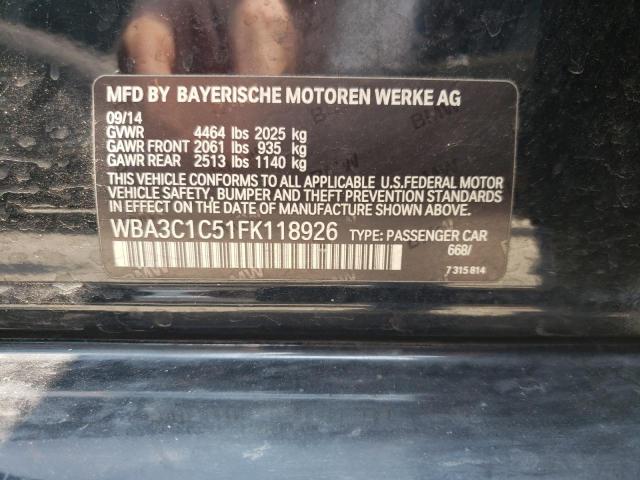 MFD BY BAYERISCHE MOTOREN WERKE AG
09/14
GVWR 4464 lbs 2025 kg
GAWR FRONT 2061 lbs 935 kg
GAWR REAR 2513 lbs 1140 kg
THIS VEHICLE CONFORMS TO ALL APPLICABLE U.S.FEDERAL MOTOR
VEHICLE SAFETY, BUMPER AND THEFT PREVENTION STANDARDS
IN EFFECT ON THE DATE OF MANUFACTURE SHOWN ABOVE.
WBA3C1C51FK118926 TYPE: PASSENGER CAR
668/
7 315 814